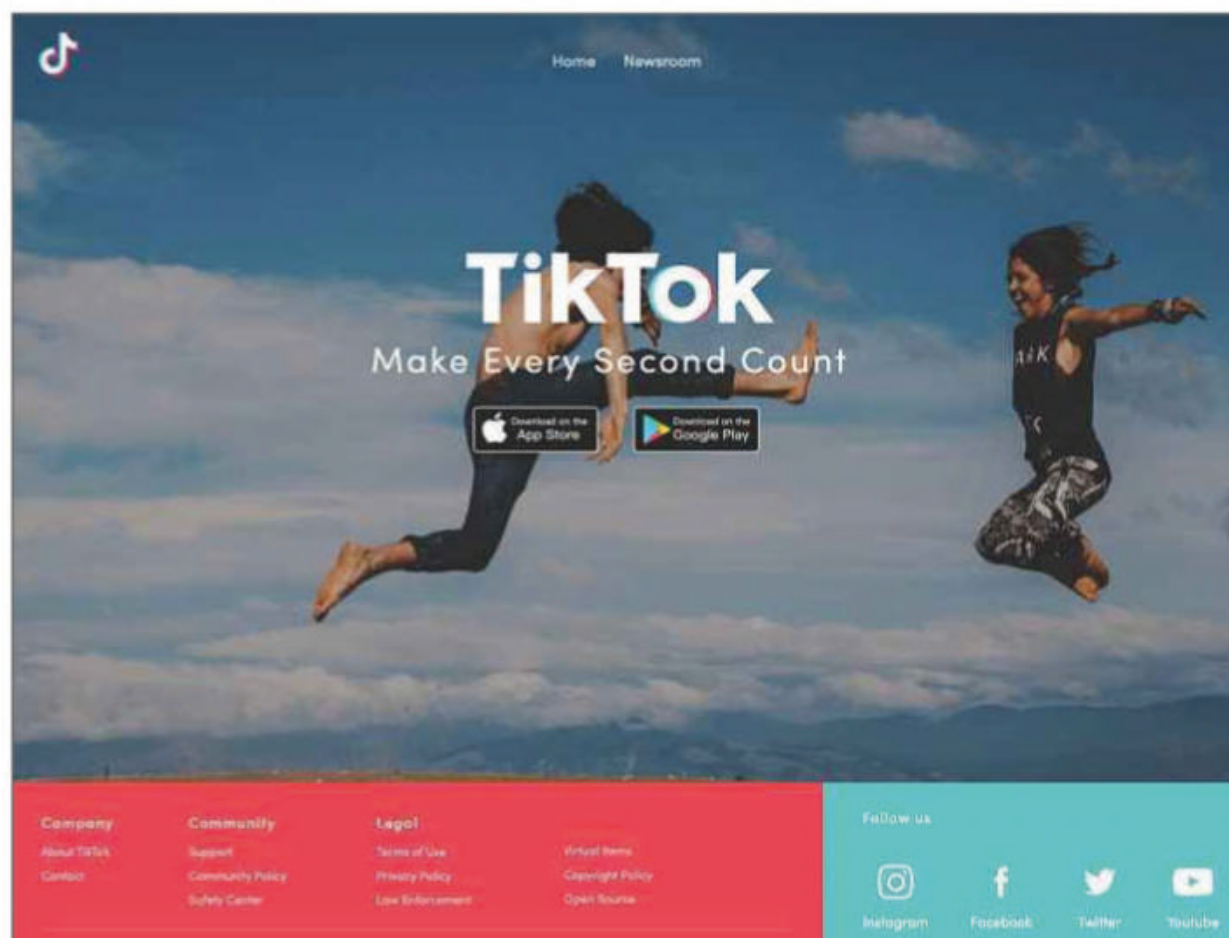 Home Newsroom
TikTok
Make Every Second Count
Download on the
App Store
Download on the
Google Play
Company
About TikTok
Contact
Community
Support
Community Policy
Safety Center
Legal
Terms of Use
Privacy Policy
Law Enforcement
Virtual Items
Copyright Policy
Open Source
Follow us
Instagram
Facebook
Twitter
Youtube